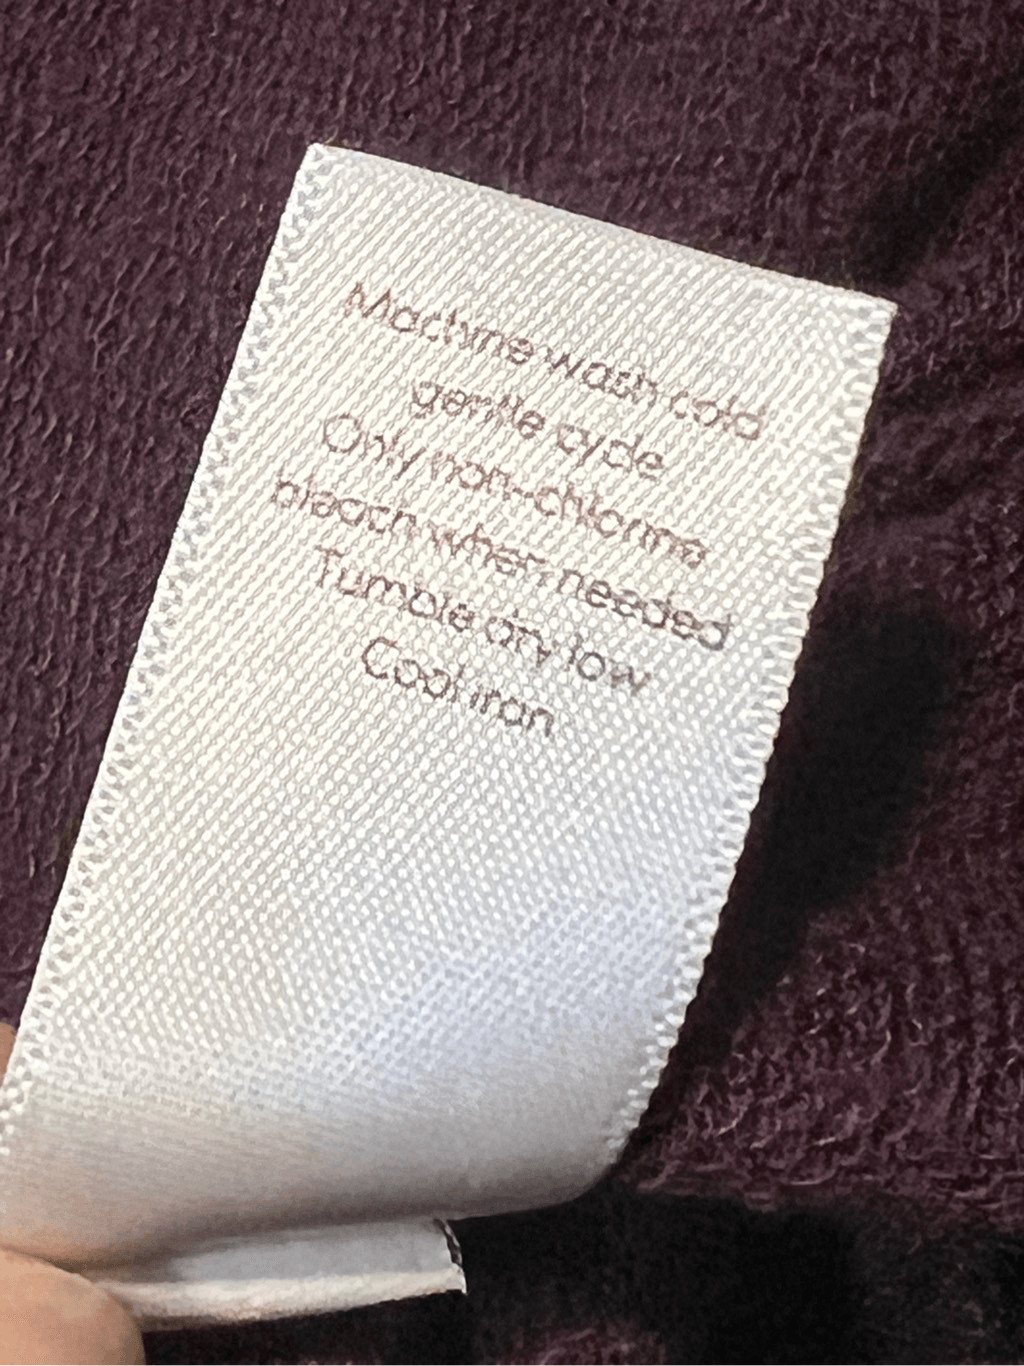 Machine wash cold
gentle cycle
Only non-chlorine
bleach when needed
Tumble dry low
Cool iron